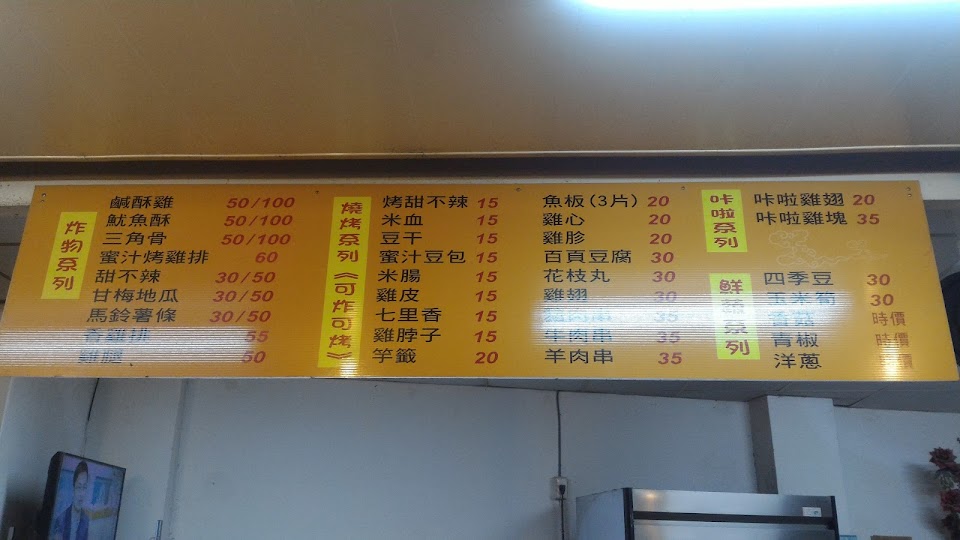 炸物系列
鹹酥雞 50/100
魷魚酥 50/100
三角骨 50/100
蜜汁烤雞排 60
甜不辣 30/50
甘梅地瓜 30/50
馬鈴薯條 30/50
香雞排 55
雞腿 50
燒烤系列《可炸可烤》
烤甜不辣 15
米血 15
豆干 15
蜜汁豆包 15
米腸 15
雞皮 15
七里香 15
雞脖子 15
竽籤 20
魚板(3片) 20
雞心 20
雞胗 20
百頁豆腐 30
花枝丸 30
雞翅 30
豬肉串 35
牛肉串 35
羊肉串 35
咔啦系列
咔啦雞翅 20
咔啦雞塊 35
鮮蔬系列
四季豆 30
玉米筍 30
香菇 時價
青椒 時價
洋蔥 價